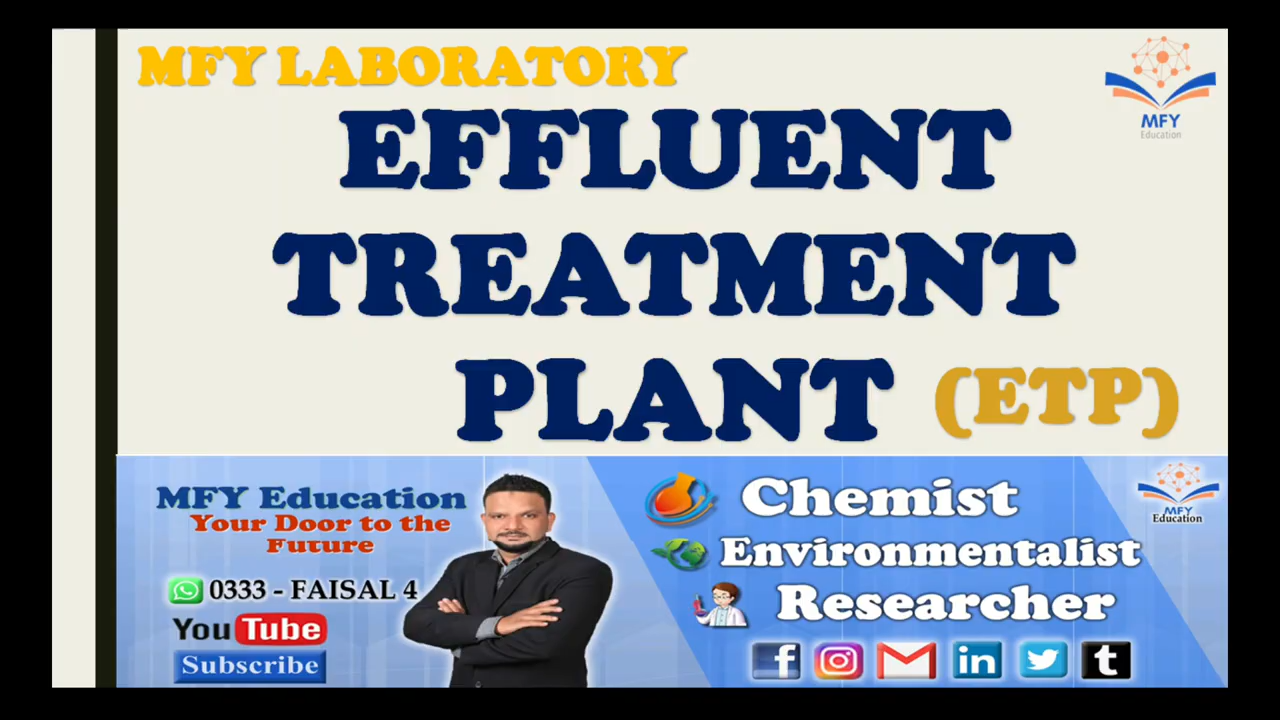 MFY LABORATORY
MFY
Education
EFFLUENT
TREATMENT
PLANT (ETP)
MFY Education
Your Door to the
Future
0333 - FAISAL 4
YouTube
Subscribe
Chemist
Environmentalist
Researcher
MFY
Education
f
in
t